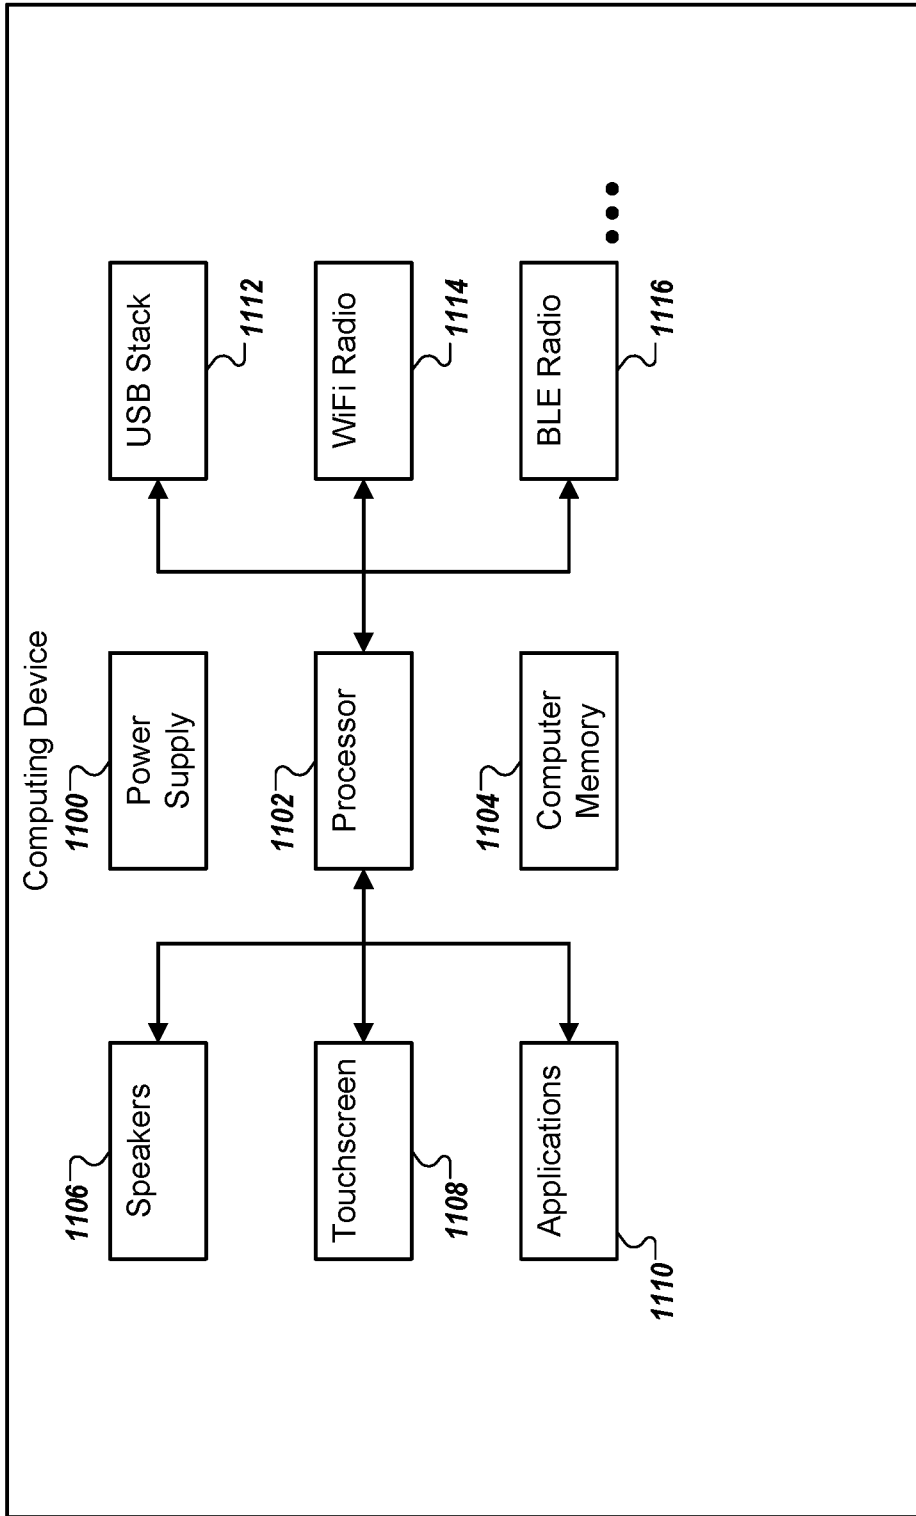 Computing Device
1106
Speakers
1100
Power
Supply
USB Stack
1112
Touchscreen
1108
1102
Processor
WiFi Radio
1114
Applications
1110
1104
Computer
Memory
BLE Radio
1116